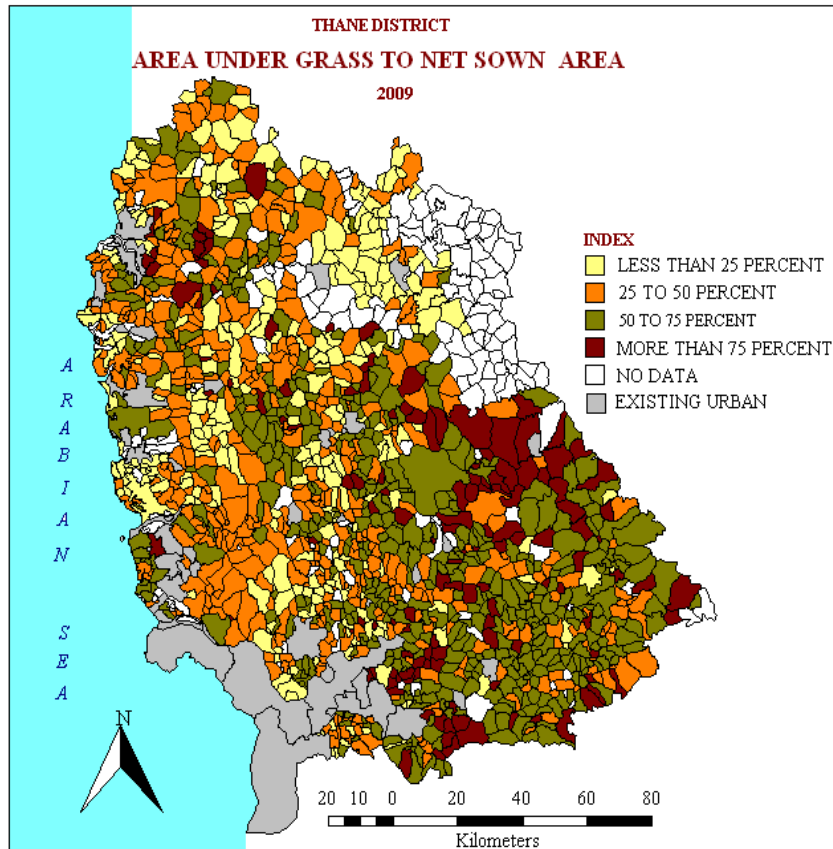 THANE DISTRICT
AREA UNDER GRASS TO NET SOWN AREA
2009
INDEX
LESS THAN 25 PERCENT
25 TO 50 PERCENT
50 TO 75 PERCENT
MORE THAN 75 PERCENT
NO DATA
EXISTING URBAN
ARABIAN SEA
N
20 10 0 20 40 60 80
Kilometers